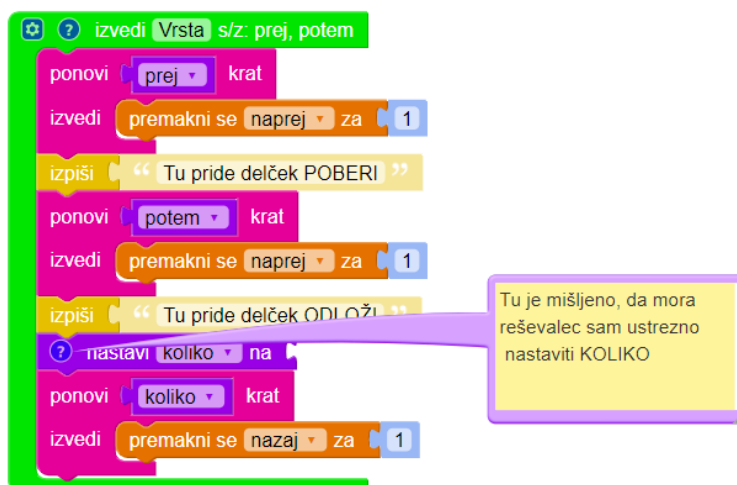 izvedi Vrsta s/z: prej, potem
ponovi prej krat
izvedi premakni se naprej za 1
izpiši “ Tu pride delček POBERI ”
ponovi potem krat
izvedi premakni se naprej za 1
izpiši “ Tu pride delček ODLOŽI ”
nastavi koliko na
Tu je mišljeno, da mora
reševalec sam ustrezno
nastaviti KOLIKO
ponovi koliko krat
izvedi premakni se nazaj za 1